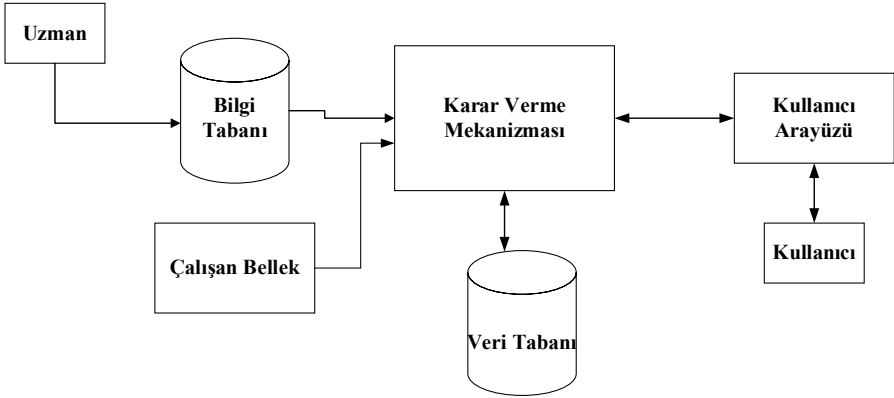 Uzman
Bilgi
Tabanı
Karar Verme
Mekanizması
Kullanıcı
Arayüzü
Çalışan Bellek
Kullanıcı
Veri Tabanı